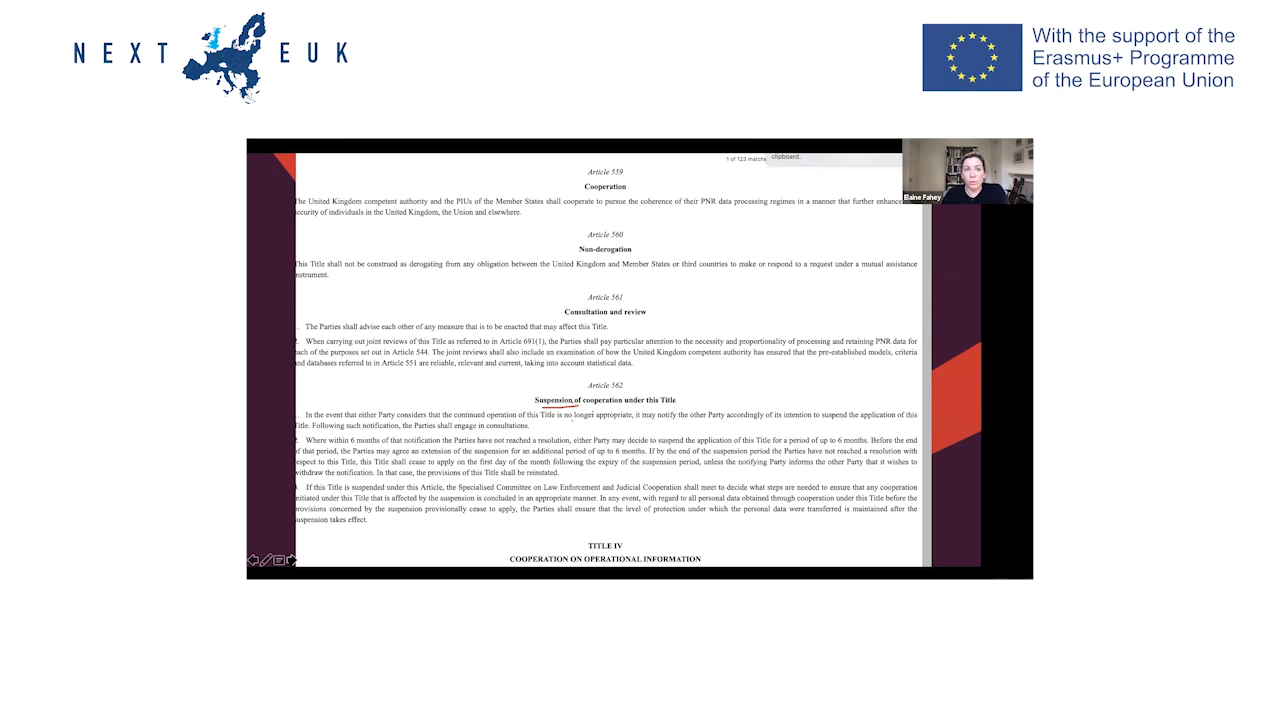 NEXT EUK
With the support of the
Erasmus+ Programme
of the European Union
1 of 123 matche
clipboard.
Elaine Fahey
Article 559
Cooperation
The United Kingdom competent authority and the PIUs of the Member States shall cooperate to pursue the coherence of their PNR data processing regimes in a manner that further enhance
security of individuals in the United Kingdom, the Union and elsewhere.
Article 560
Non-derogation
This Title shall not be construed as derogating from any obligation between the United Kingdom and Member States or third countries to make or respond to a request under a mutual assistance
instrument.
Article 561
Consultation and review
. The Parties shall advise each other of any measure that is to be enacted that may affect this Title.
2. When carrying out joint reviews of this Title as referred to in Article 691(1), the Parties shall pay particular attention to the necessity and proportionality of processing and retaining PNR data for
each of the purposes set out in Article 544. The joint reviews shall also include an examination of how the United Kingdom competent authority has ensured that the pre-established models, criteria
and databases referred to in Article 551 are reliable, relevant and current, taking into account statistical data.
Article 562
Suspension of cooperation under this Title
. In the event that either Party considers that the continued operation of this Title is no longer appropriate, it may notify the other Party accordingly of its intention to suspend the application of this
Title. Following such notification, the Parties shall engage in consultations.
2. Where within 6 months of that notification the Parties have not reached a resolution, either Party may decide to suspend the application of this Title for a period of up to 6 months. Before the end
of that period, the Parties may agree an extension of the suspension for an additional period of up to 6 months. If by the end of the suspension period the Parties have not reached a resolution with
respect to this Title, this Title shall cease to apply on the first day of the month following the expiry of the suspension period, unless the notifying Party informs the other Party that it wishes to
withdraw the notification. In that case, the provisions of this Title shall be reinstated.
3. If this Title is suspended under this Article, the Specialised Committee on Law Enforcement and Judicial Cooperation shall meet to decide what steps are needed to ensure that any cooperation
initiated under this Title that is affected by the suspension is concluded in an appropriate manner. In any event, with regard to all personal data obtained through cooperation under this Title before the
provisions concerned by the suspension provisionally cease to apply, the Parties shall ensure that the level of protection under which the personal data were transferred is maintained after the
suspension takes effect.
TITLE IV
COOPERATION ON OPERATIONAL INFORMATION